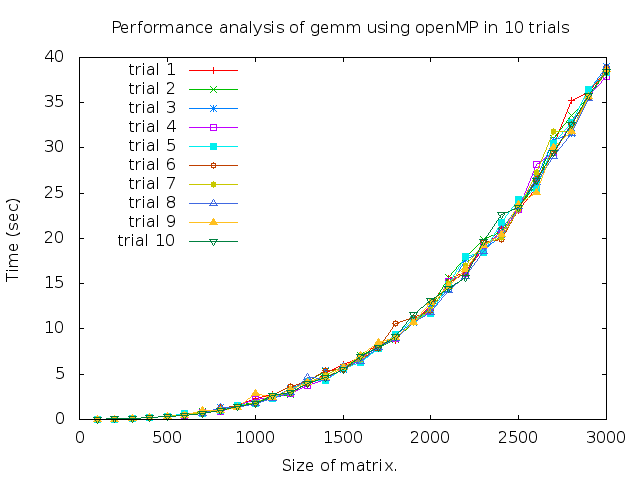 Performance analysis of gemm using openMP in 10 trials
40
35
30
25
20
15
10
5
0
Time (sec)
trial 1
trial 2
trial 3
trial 4
trial 5
trial 6
trial 7
trial 8
trial 9
trial 10
0 500 1000 1500 2000 2500 3000
Size of matrix.